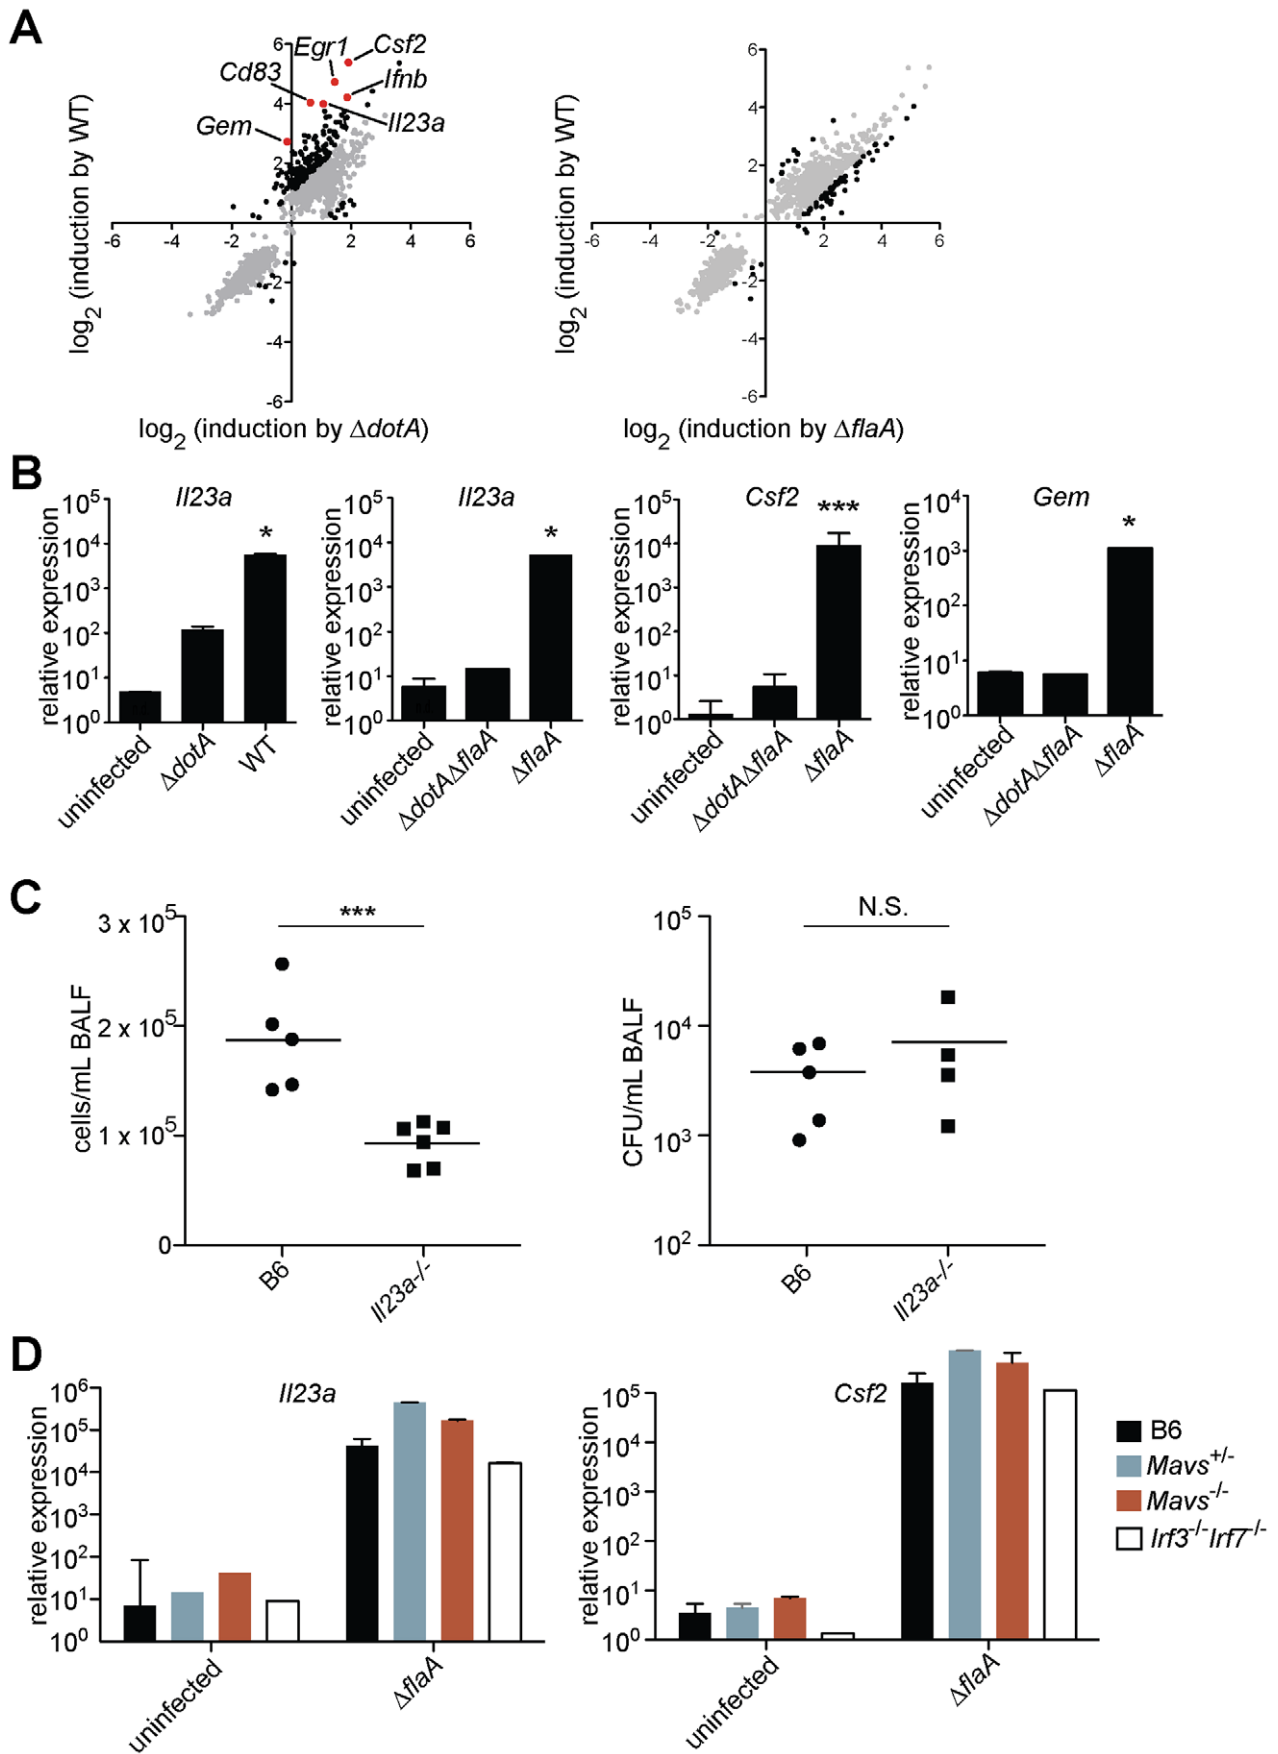 A
6 Egr1 Csf2
Cd83 Ifnb
4
Il23a
Gem
2
-6 -4 -2 2 4 6
-2
-4
-6
log2 (induction by WT)
log2 (induction by ΔdotA)
6
4
2
-6 -4 -2 2 4 6
-2
-4
-6
log2 (induction by WT)
log2 (induction by ΔflaA)
B
Il23a
*
10^5
10^4
10^3
10^2
10^1
10^0
relative expression
uninfected
ΔdotA
WT
Il23a
*
10^5
10^4
10^3
10^2
10^1
10^0
relative expression
uninfected
ΔdotAΔflaA
ΔflaA
Csf2
***
10^5
10^4
10^3
10^2
10^1
10^0
relative expression
uninfected
ΔdotAΔflaA
ΔflaA
Gem
*
10^4
10^3
10^2
10^1
10^0
relative expression
uninfected
ΔdotAΔflaA
ΔflaA
C
***
3 x 10^5
2 x 10^5
1 x 10^5
0
cells/mL BALF
B6
Il23a-/-
N.S.
10^5
10^4
10^3
10^2
CFU/mL BALF
B6
Il23a-/-
D
Il23a
10^6
10^5
10^4
10^3
10^2
10^1
10^0
relative expression
uninfected
ΔflaA
Csf2
10^5
10^4
10^3
10^2
10^1
10^0
relative expression
uninfected
ΔflaA
B6
Mavs+/-
Mavs-/-
Irf3-/-Irf7-/-